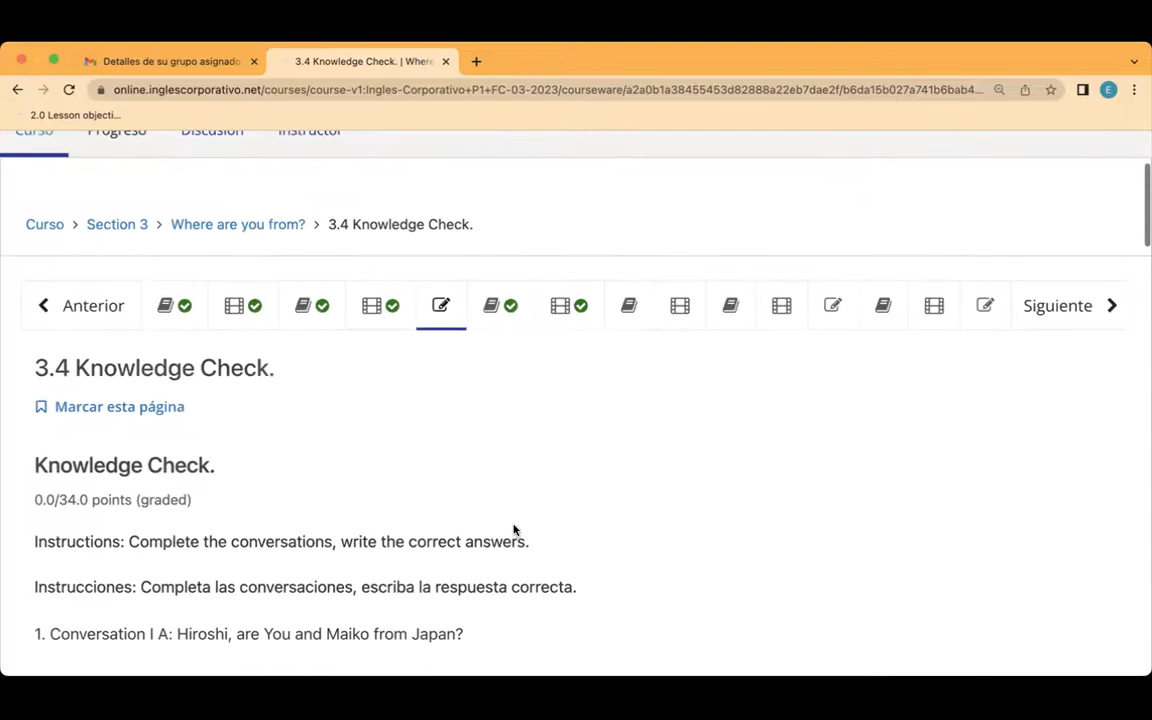 Detalles de su grupo asignado
3.4 Knowledge Check. | Where
online.inglescorporativo.net/courses/course-v1:Ingles-Corporativo+P1+FC-03-2023/courseware/a2a0b1a38455453d82888a22eb7dae2f/b6da15b027a741b6bab4...
E
2.0 Lesson objecti...
Curso
Progreso
Discusión
Instructor
Curso > Section 3 > Where are you from? > 3.4 Knowledge Check.
Anterior
Siguiente
3.4 Knowledge Check.
Marcar esta página
Knowledge Check.
0.0/34.0 points (graded)
Instructions: Complete the conversations, write the correct answers.
Instrucciones: Completa las conversaciones, escriba la respuesta correcta.
1. Conversation I A: Hiroshi, are You and Maiko from Japan?